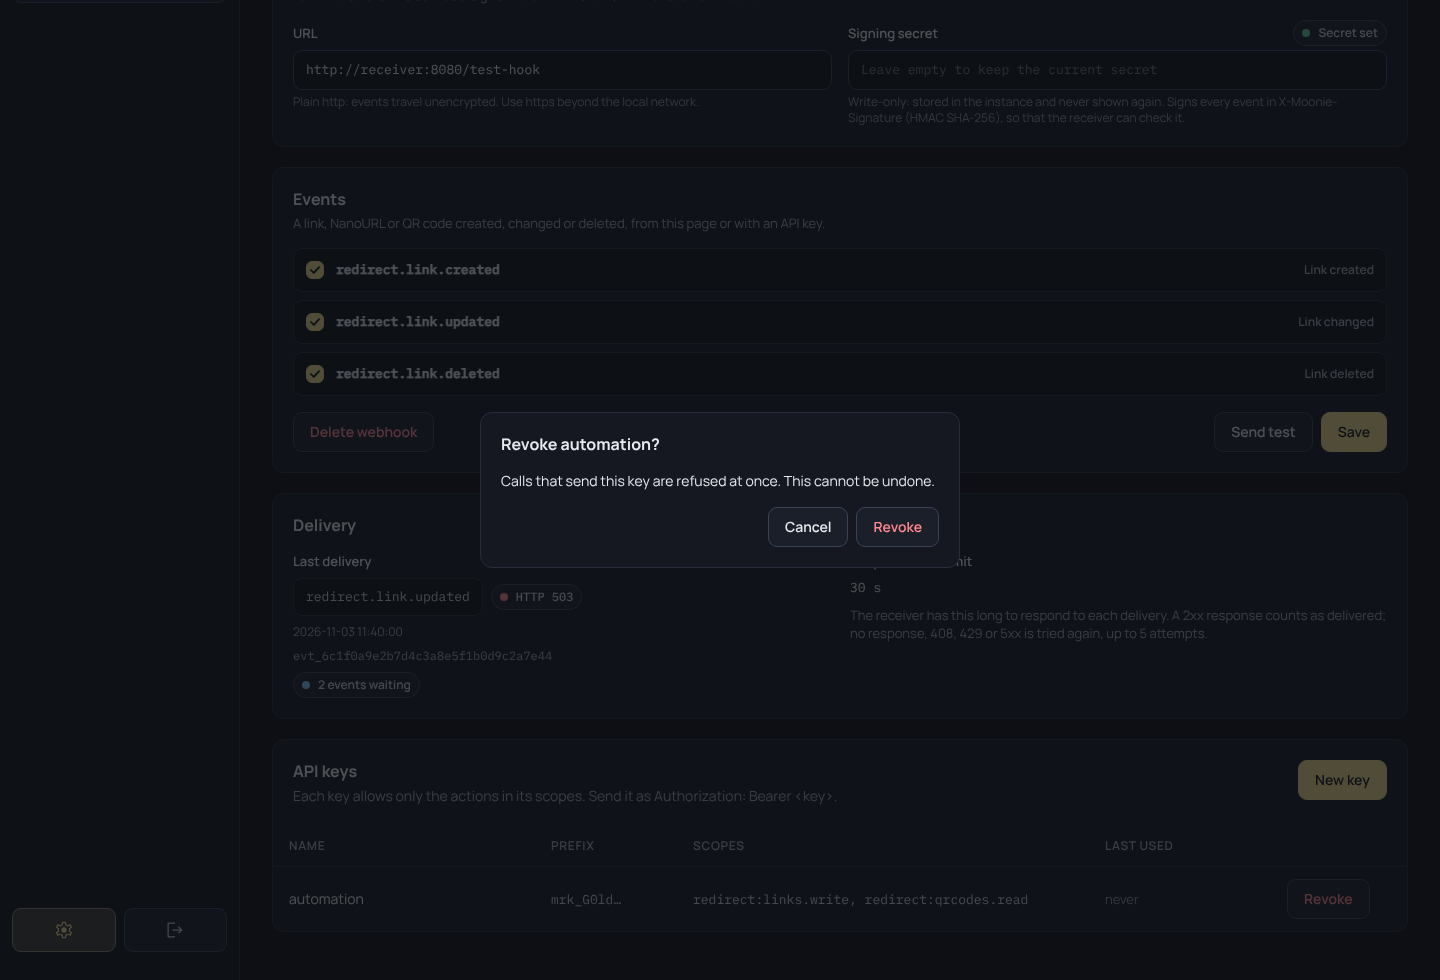 URL
Signing secret
Secret set
http://receiver:8080/test-hook
Leave empty to keep the current secret
Plain http: events travel unencrypted. Use https beyond the local network.
Write-only: stored in the instance and never shown again. Signs every event in X-Moonie-
Signature (HMAC SHA-256), so that the receiver can check it.
Events
A link, NanoURL or QR code created, changed or deleted, from this page or with an API key.
redirect.link.created
Link created
redirect.link.updated
Link changed
redirect.link.deleted
Link deleted
Delete webhook
Send test
Save
Revoke automation?
Calls that send this key are refused at once. This cannot be undone.
Cancel
Revoke
Delivery
Last delivery
redirect.link.updated
HTTP 503
30 s
2026-11-03 11:40:00
The receiver has this long to respond to each delivery. A 2xx response counts as delivered;
no response, 408, 429 or 5xx is tried again, up to 5 attempts.
evt_6c1f0a9e2b7d4c3a8e5f1b0d9c2a7e44
2 events waiting
API keys
Each key allows only the actions in its scopes. Send it as Authorization: Bearer <key>.
New key
NAME
PREFIX
SCOPES
LAST USED
automation
mrk_G0ld…
redirect:links.write, redirect:qrcodes.read
never
Revoke